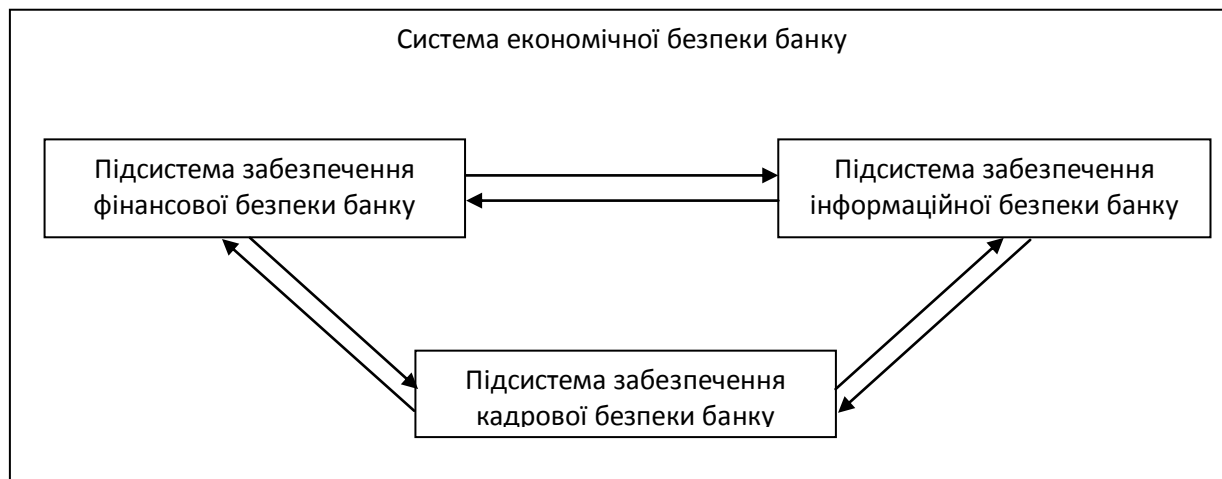 Система економічної безпеки банку
Підсистема забезпечення
фінансової безпеки банку
Підсистема забезпечення
інформаційної безпеки банку
Підсистема забезпечення
кадрової безпеки банку